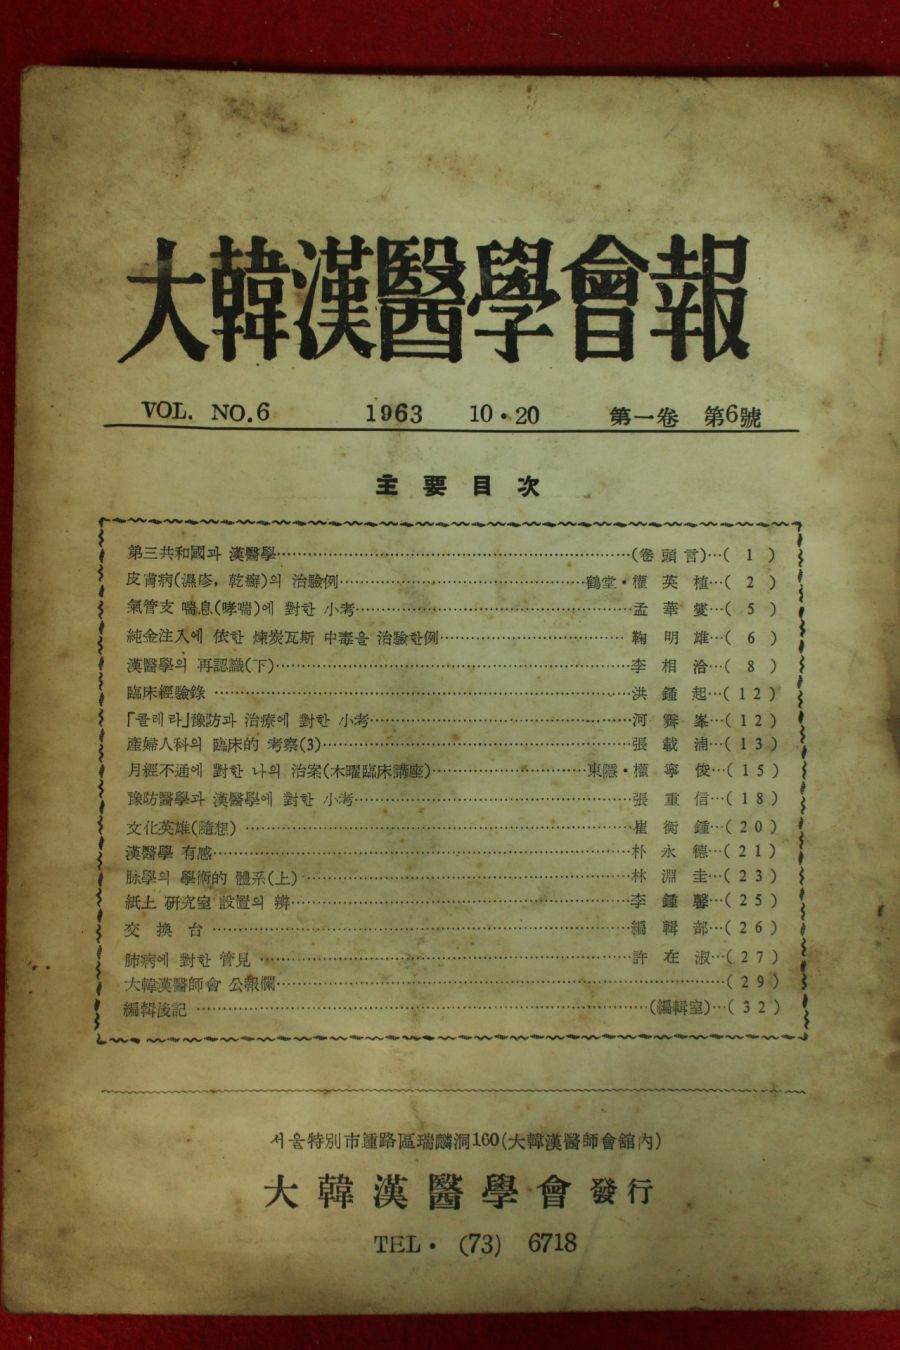 大韓漢醫學會報
VOL. NO.6 1963 10・20 第一卷 第6號
主要目次
第三共和國과 漢醫學…(卷頭言)…( 1 )
皮膚病(濕疹, 乾癬)의 治驗例…鶴堂・權英植…( 2 )
氣管支 喘息(哮喘)에 對한 小考…孟華燮…( 5 )
純金注入에 依한 煉炭瓦斯 中毒을 治驗한例…鞠明雄…( 6 )
漢醫學의 再認識(下)…李相洽…( 8 )
臨床經驗錄…洪鍾起…(12)
「콜레라」豫防과 治療에 對한 小考…河霽峯…(12)
產婦人科의 臨床的 考察(3)…張載湳…(13)
月經不通에 對한 나의 治案(木曜臨床講座)…東隱・權寧俊…(15)
豫防醫學과 漢醫學에 對한 小考…張重信…(18)
文化英雄(隨想)…崔衡鍾…(20)
漢醫學 有感…朴永德…(21)
脉學의 學術的 體系(上)…林淵圭…(23)
紙上 研究室 設置의 辨…李鍾馨…(25)
交換台…編輯部…(26)
肺病에 對한 管見…許在淑…(27)
大韓漢醫師會 公報欄…(29)
編輯後記…(編輯室)…(32)
서울特別市鍾路區瑞麟洞160(大韓漢醫師會舘內)
大韓漢醫學會 發行
TEL・ (73) 6718